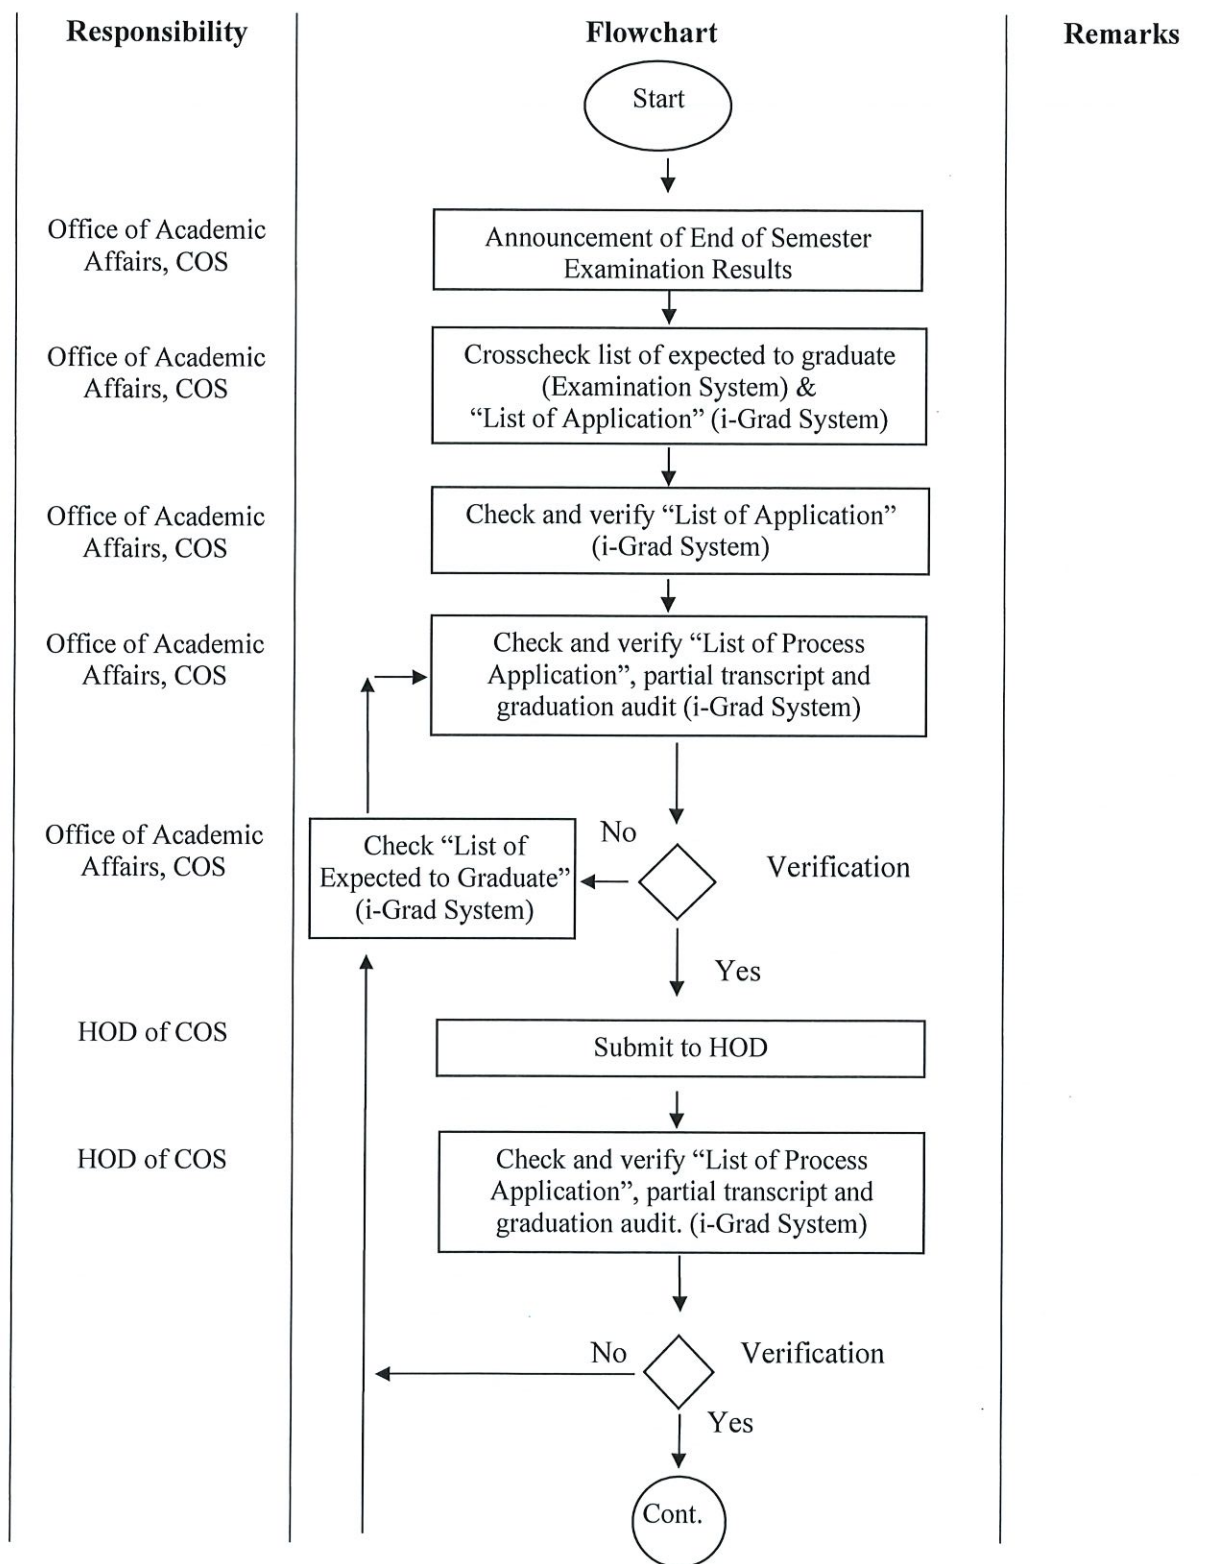 Responsibility
Flowchart
Remarks
Start
Office of Academic
Affairs, COS
Announcement of End of Semester
Examination Results
Office of Academic
Affairs, COS
Crosscheck list of expected to graduate
(Examination System) &
“List of Application” (i-Grad System)
Office of Academic
Affairs, COS
Check and verify “List of Application”
(i-Grad System)
Office of Academic
Affairs, COS
Check and verify “List of Process
Application”, partial transcript and
graduation audit (i-Grad System)
Office of Academic
Affairs, COS
Check “List of
Expected to Graduate”
(i-Grad System)
No
Verification
Yes
HOD of COS
Submit to HOD
HOD of COS
Check and verify “List of Process
Application”, partial transcript and
graduation audit. (i-Grad System)
No
Verification
Yes
Cont.